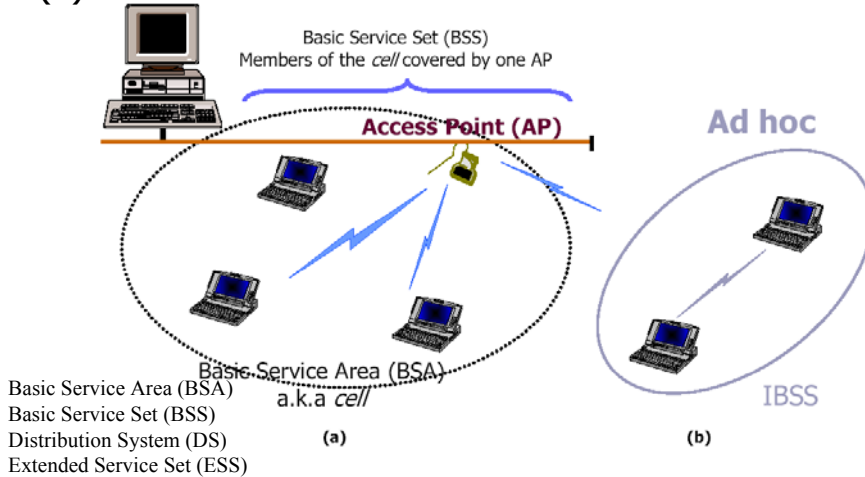 Basic Service Set (BSS)
Members of the cell covered by one AP
Access Point (AP)
Ad hoc
Basic Service Area (BSA)
a.k.a cell
IBSS
Basic Service Area (BSA)
Basic Service Set (BSS)
Distribution System (DS)
Extended Service Set (ESS)
(a)
(b)